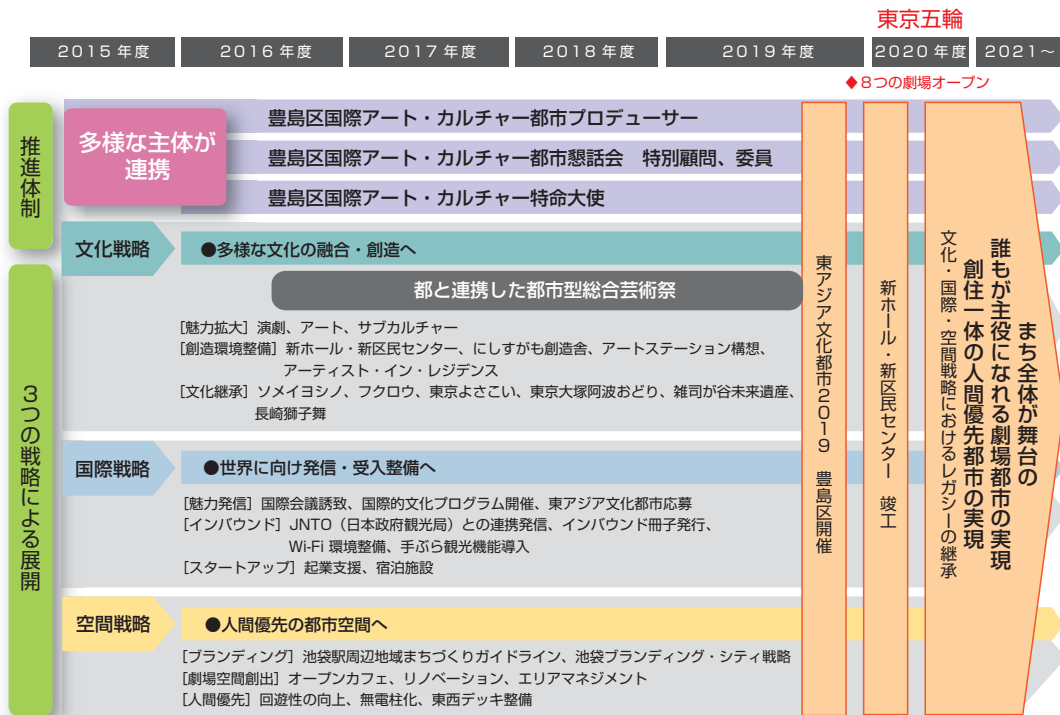 東京五輪
2015年度 2016年度 2017年度 2018年度 2019年度 2020年度 2021～
♦8つの劇場オープン
推進体制
多様な主体が
連携
豊島区国際アート・カルチャー都市プロデューサー
豊島区国際アート・カルチャー都市懇話会　特別顧問、委員
豊島区国際アート・カルチャー特命大使
3つの戦略による展開
文化戦略
●多様な文化の融合・創造へ
都と連携した都市型総合芸術祭
［魅力拡大］演劇、アート、サブカルチャー
［創造環境整備］新ホール・新区民センター、にしすがも創造舎、アートステーション構想、
アーティスト・イン・レジデンス
［文化継承］ソメイヨシノ、フクロウ、東京よさこい、東京大塚阿波おどり、雑司が谷未来遺産、
長崎獅子舞
国際戦略
●世界に向け発信・受入整備へ
［魅力発信］国際会議誘致、国際的文化プログラム開催、東アジア文化都市応募
［インバウンド］JNTO（日本政府観光局）との連携発信、インバウンド冊子発行、
Wi-Fi 環境整備、手ぶら観光機能導入
［スタートアップ］起業支援、宿泊施設
空間戦略
●人間優先の都市空間へ
［ブランディング］池袋駅周辺地域まちづくりガイドライン、池袋ブランディング・シティ戦略
［劇場空間創出］オープンカフェ、リノベーション、エリアマネジメント
［人間優先］回遊性の向上、無電柱化、東西デッキ整備
東アジア文化都市2019　豊島区開催
新ホール・新区民センター　竣工
まち全体が舞台の
誰もが主役になれる劇場都市の実現
創住一体の人間優先都市の実現
文化・国際・空間戦略におけるレガシーの継承